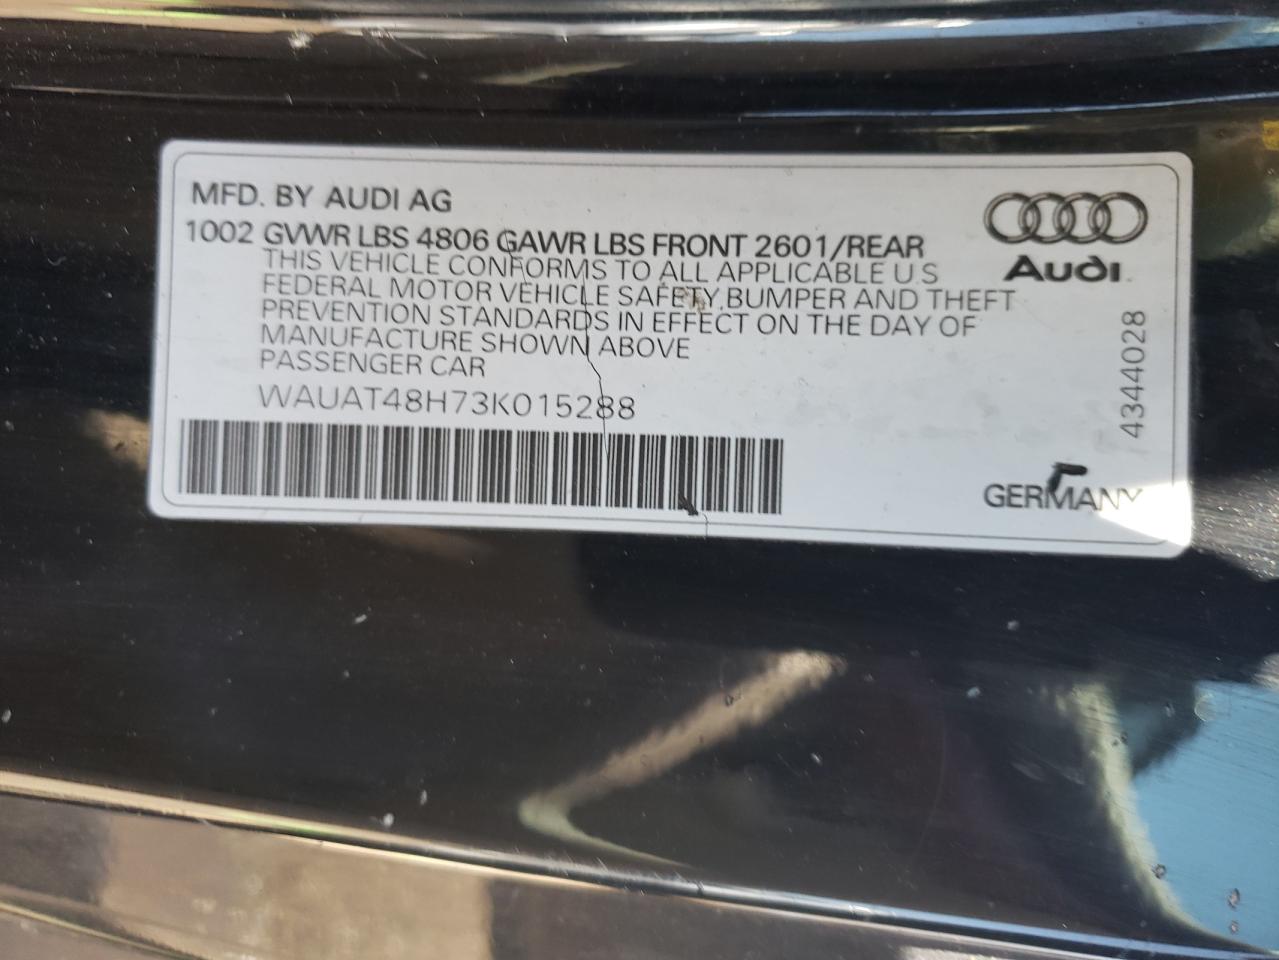 MFD. BY AUDI AG
1002 GVWR LBS 4806 GAWR LBS FRONT 2601/REAR
THIS VEHICLE CONFORMS TO ALL APPLICABLE U.S
FEDERAL MOTOR VEHICLE SAFETY, BUMPER AND THEFT
PREVENTION STANDARDS IN EFFECT ON THE DAY OF
MANUFACTURE SHOWN ABOVE
PASSENGER CAR
WAUAT48H73K015288
Audi
4344028
GERMANY